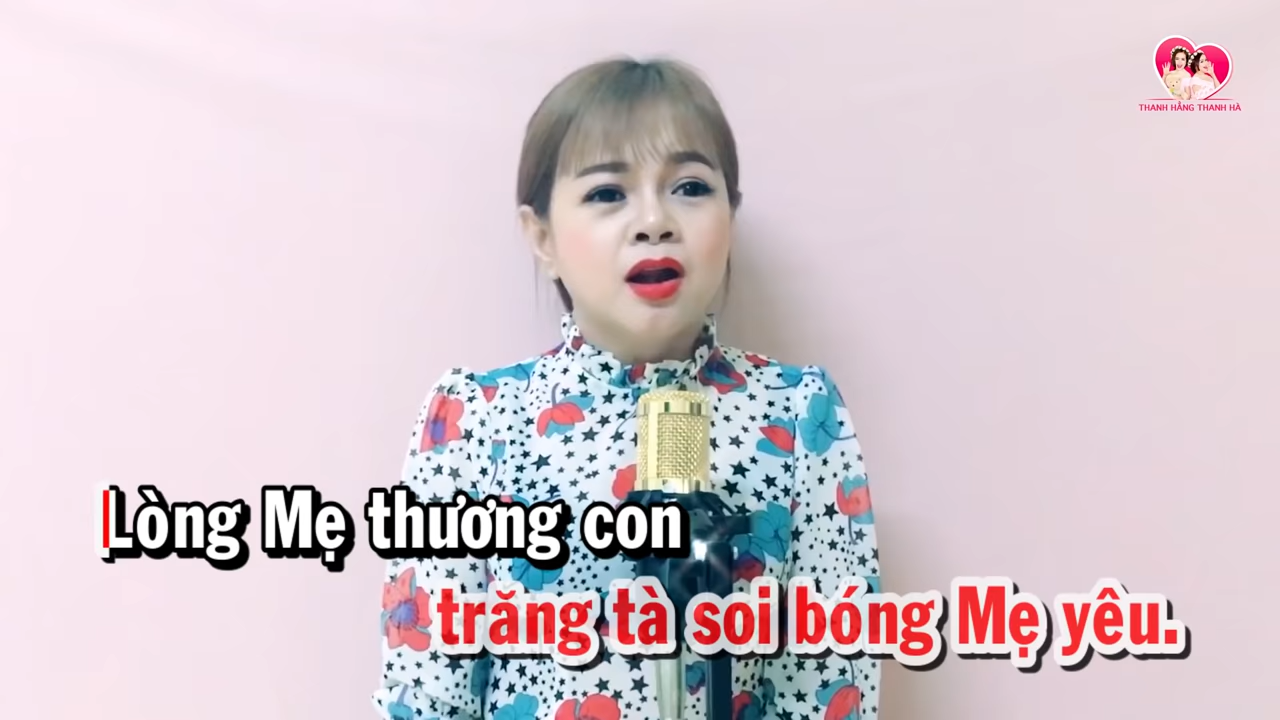 THANH HẰNG THANH HÀ
Lòng Mẹ thương con
trăng tà soi bóng Mẹ yêu.